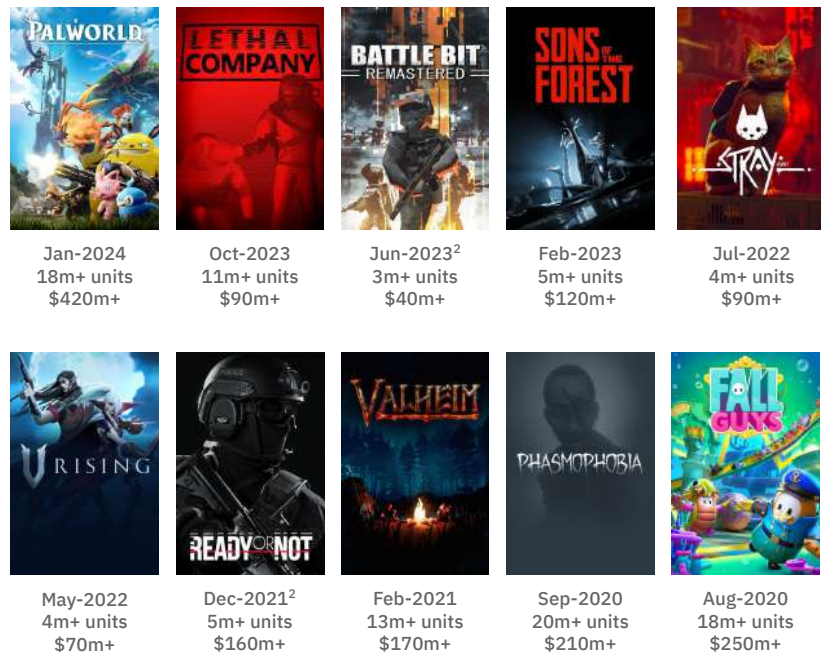 PALWORLD
LETHAL
COMPANY
BATTLE BIT
REMASTERED
SONS OF THE
FOREST
STRAY
Jan-2024
18m+ units
$420m+
Oct-2023
11m+ units
$90m+
Jun-2023²
3m+ units
$40m+
Feb-2023
5m+ units
$120m+
Jul-2022
4m+ units
$90m+
V RISING
POLICE
READY OR NOT
VALHEIM
PHASMOPHOBIA
FALL
GUYS
May-2022
4m+ units
$70m+
Dec-2021²
5m+ units
$160m+
Feb-2021
13m+ units
$170m+
Sep-2020
20m+ units
$210m+
Aug-2020
18m+ units
$250m+